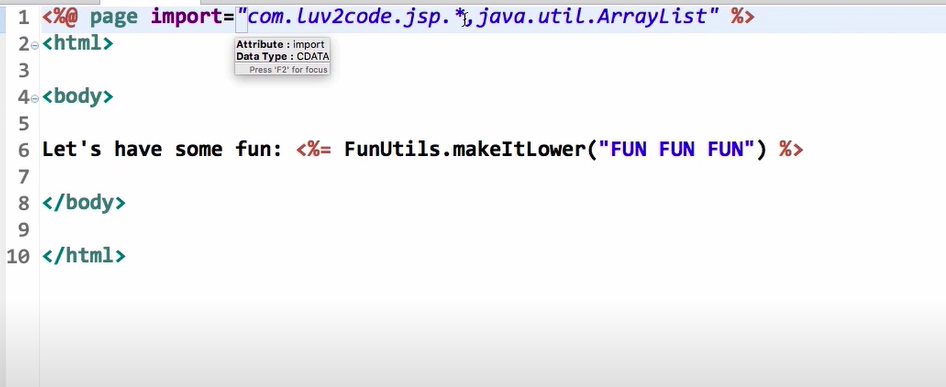 1 <%@ page import="com.luv2code.jsp.*,java.util.ArrayList" %>
Attribute : import
Data Type : CDATA
Press 'F2' for focus
2 <html>
3
4 <body>
5
6 Let's have some fun: <%= FunUtils.makeItLower("FUN FUN FUN") %>
7
8 </body>
9
10 </html>